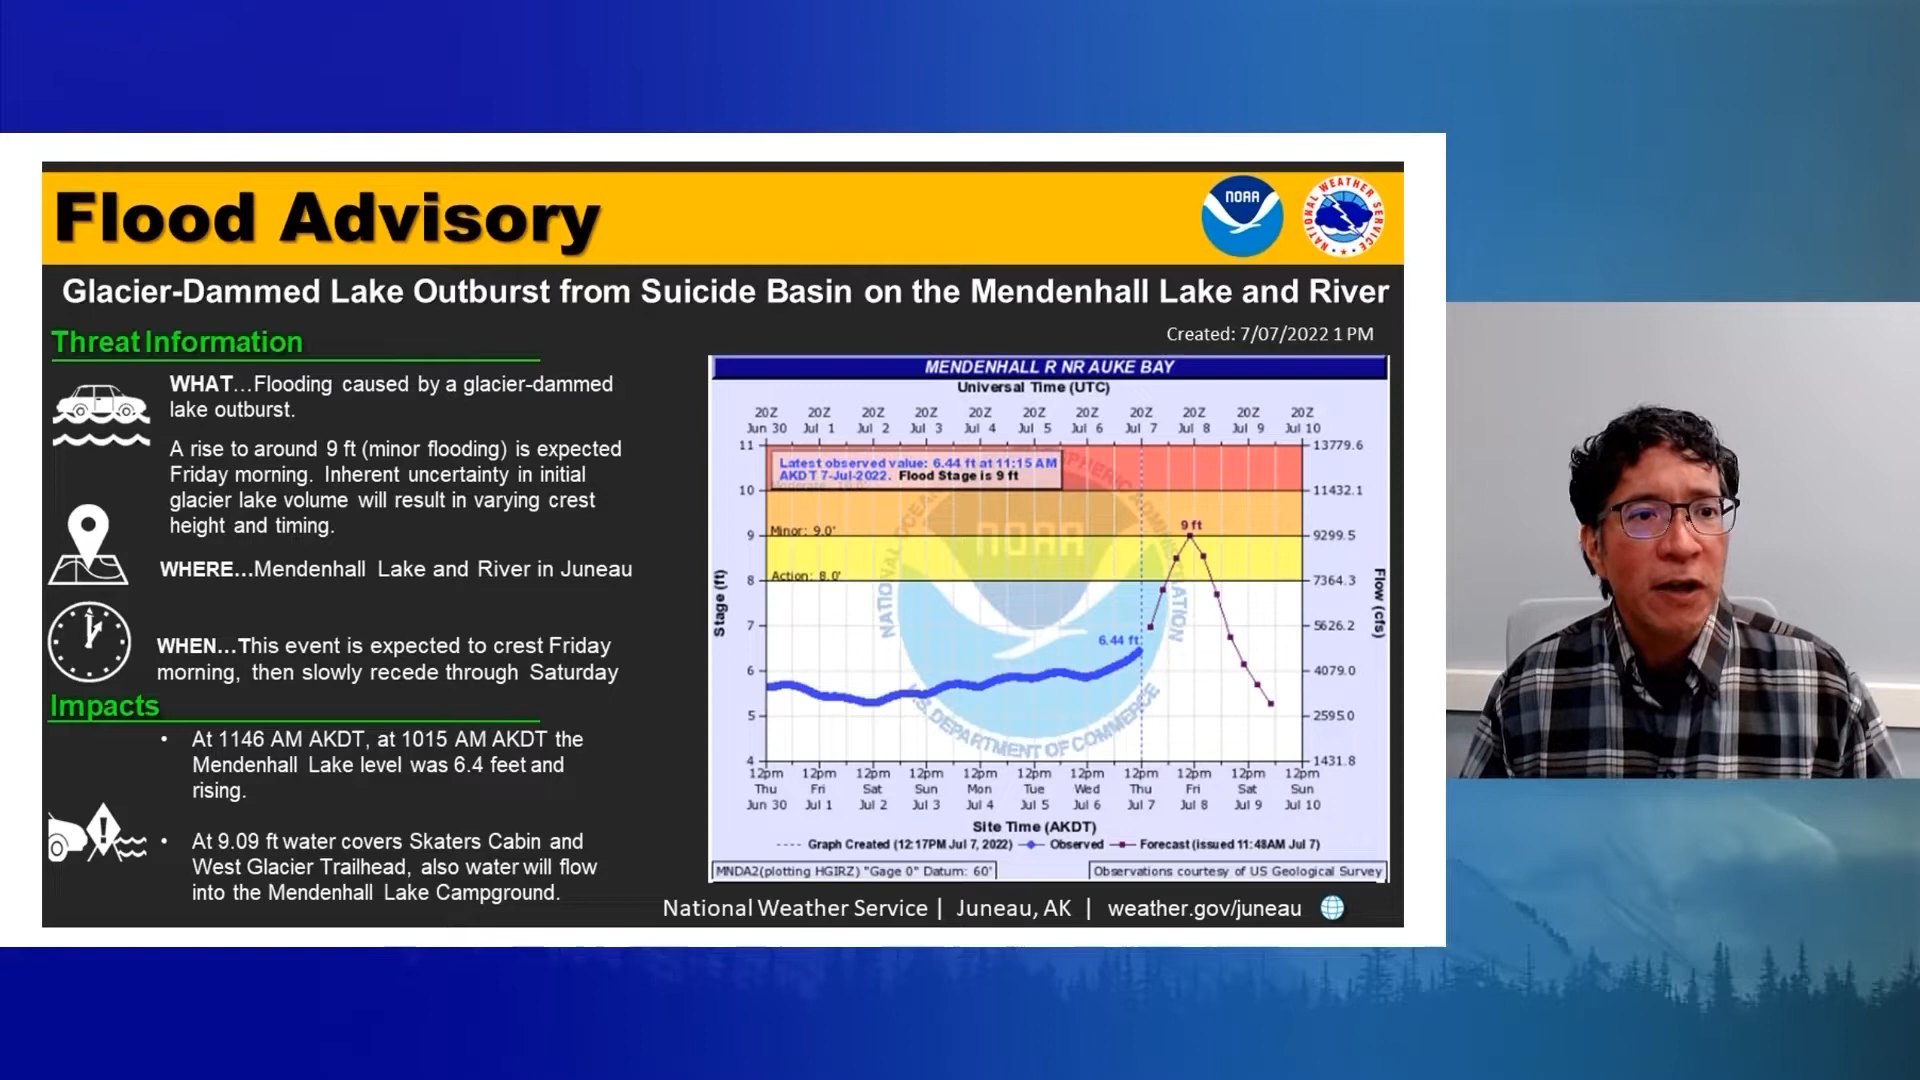 Flood Advisory
NOAA
NATIONAL WEATHER SERVICE
Glacier-Dammed Lake Outburst from Suicide Basin on the Mendenhall Lake and River
Threat Information
Created: 7/07/2022 1 PM
WHAT…Flooding caused by a glacier-dammed
lake outburst.
A rise to around 9 ft (minor flooding) is expected
Friday morning. Inherent uncertainty in initial
glacier lake volume will result in varying crest
height and timing.
WHERE…Mendenhall Lake and River in Juneau
WHEN…This event is expected to crest Friday
morning, then slowly recede through Saturday
Impacts
• At 1146 AM AKDT, at 1015 AM AKDT the
Mendenhall Lake level was 6.4 feet and
rising.
• At 9.09 ft water covers Skaters Cabin and
West Glacier Trailhead, also water will flow
into the Mendenhall Lake Campground.
MENDENHALL R NR AUKE BAY
Universal Time (UTC)
20Z 20Z 20Z 20Z 20Z 20Z 20Z 20Z 20Z 20Z 20Z
Jun 30 Jul 1 Jul 2 Jul 3 Jul 4 Jul 5 Jul 6 Jul 7 Jul 8 Jul 9 Jul 10
11 13779.6
Latest observed value: 6.44 ft at 11:15 AM
AKDT 7-Jul-2022. Flood Stage is 9 ft
10 11432.1
NOAA
9 ft
Minor: 9.0'
9 9299.5
Action: 8.0'
8 7364.3
Stage (ft)
Flow (cfs)
7 5626.2
6.44 ft
6 4079.0
5 2595.0
U.S. DEPARTMENT OF COMMERCE
4 1431.8
12pm 12pm 12pm 12pm 12pm 12pm 12pm 12pm 12pm 12pm 12pm
Thu Fri Sat Sun Mon Tue Wed Thu Fri Sat Sun
Jun 30 Jul 1 Jul 2 Jul 3 Jul 4 Jul 5 Jul 6 Jul 7 Jul 8 Jul 9 Jul 10
Site Time (AKDT)
Graph Created (12:17PM Jul 7, 2022) Observed Forecast (issued 11:48AM Jul 7)
MNDA2(plotting HGIRZ) "Gage 0" Datum: 60'
Observations courtesy of US Geological Survey
National Weather Service | Juneau, AK | weather.gov/juneau